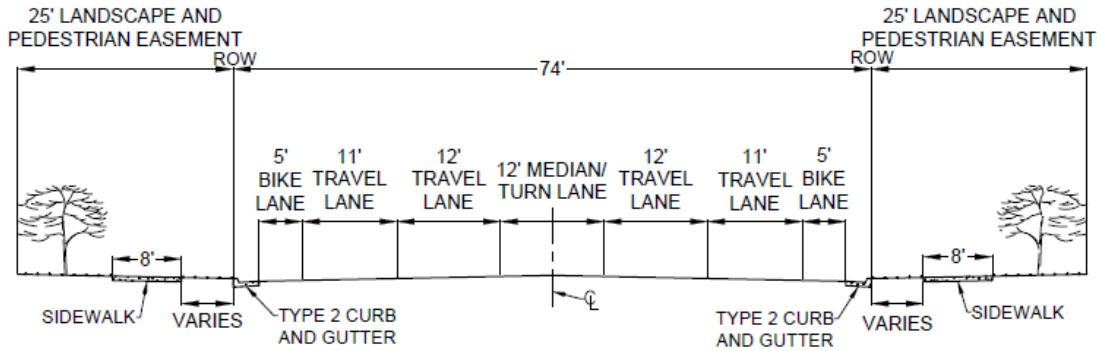 25' LANDSCAPE AND
PEDESTRIAN EASEMENT
ROW
74'
ROW
25' LANDSCAPE AND
PEDESTRIAN EASEMENT
5'
BIKE
LANE
11'
TRAVEL
LANE
12'
TRAVEL
LANE
12' MEDIAN/
TURN LANE
12'
TRAVEL
LANE
11'
TRAVEL
LANE
5'
BIKE
LANE
8'
SIDEWALK
VARIES
TYPE 2 CURB
AND GUTTER
CL
TYPE 2 CURB
AND GUTTER
VARIES
8'
SIDEWALK